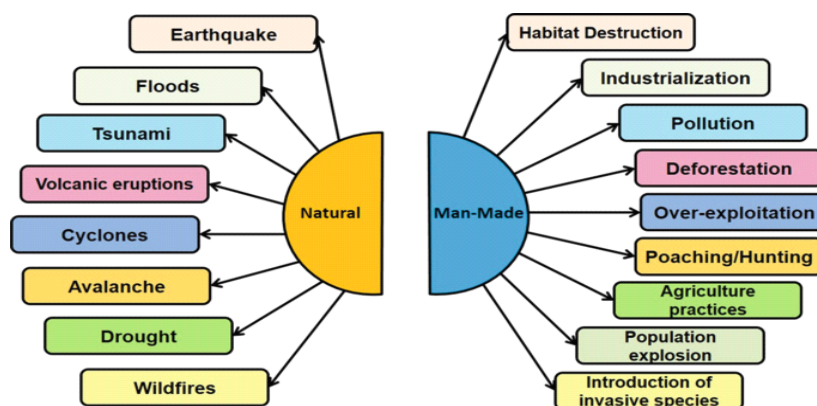 Earthquake
Floods
Tsunami
Volcanic eruptions
Cyclones
Avalanche
Drought
Wildfires
Natural
Man-Made
Habitat Destruction
Industrialization
Pollution
Deforestation
Over-exploitation
Poaching/Hunting
Agriculture
practices
Population
explosion
Introduction of
invasive species